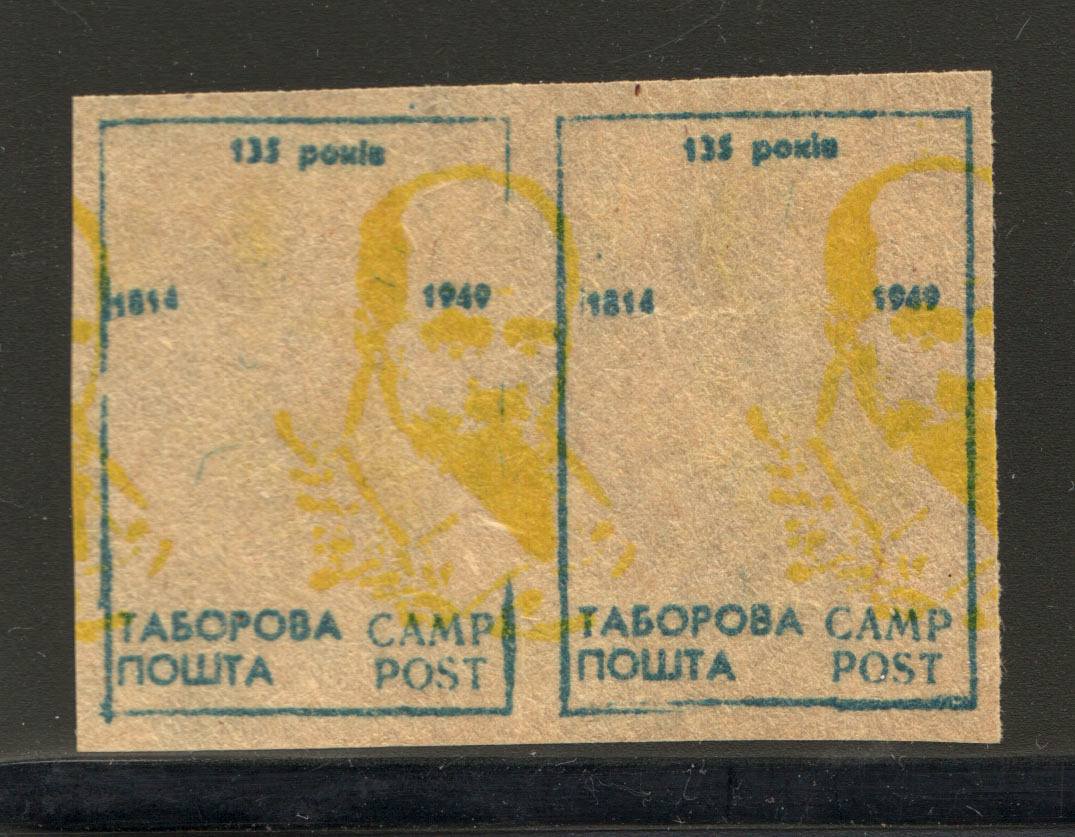 135 років
1814 1949
ТАБОРОВА CAMP
ПОШТА POST
135 років
1814 1949
ТАБОРОВА CAMP
ПОШТА POST